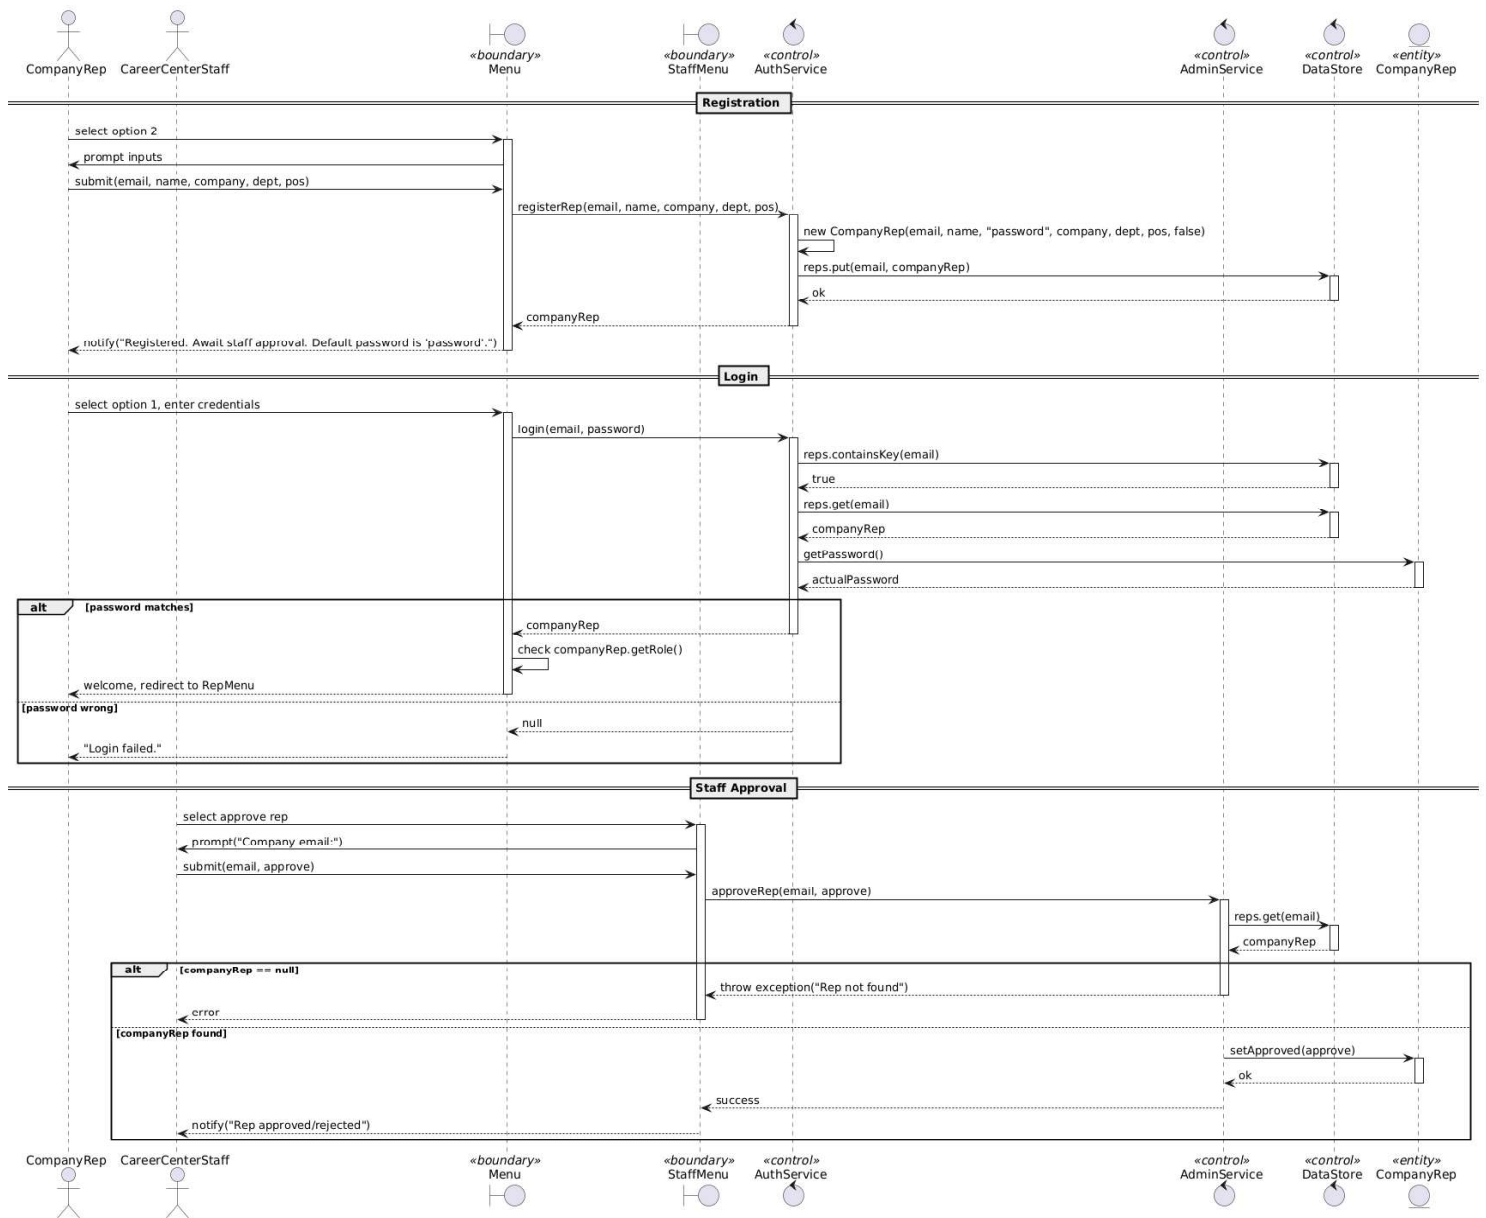 «boundary» «boundary» «control» «control» «control» «entity»
CompanyRep CareerCenterStaff Menu StaffMenu AuthService AdminService DataStore CompanyRep
Registration
select option 2
prompt inputs
submit(email, name, company, dept, pos)
registerRep(email, name, company, dept, pos)
new CompanyRep(email, name, "password", company, dept, pos, false)
reps.put(email, companyRep)
ok
companyRep
notify("Registered. Await staff approval. Default password is 'password'.")
Login
select option 1, enter credentials
login(email, password)
reps.containsKey(email)
true
reps.get(email)
companyRep
getPassword()
actualPassword
alt [password matches]
companyRep
check companyRep.getRole()
welcome, redirect to RepMenu
[password wrong]
null
"Login failed."
Staff Approval
select approve rep
prompt("Company email:")
submit(email, approve)
approveRep(email, approve)
reps.get(email)
companyRep
alt [companyRep == null]
throw exception("Rep not found")
error
[companyRep found]
setApproved(approve)
ok
success
notify("Rep approved/rejected")
CompanyRep CareerCenterStaff «boundary» «boundary» «control» «control» «control» «entity»
Menu StaffMenu AuthService AdminService DataStore CompanyRep